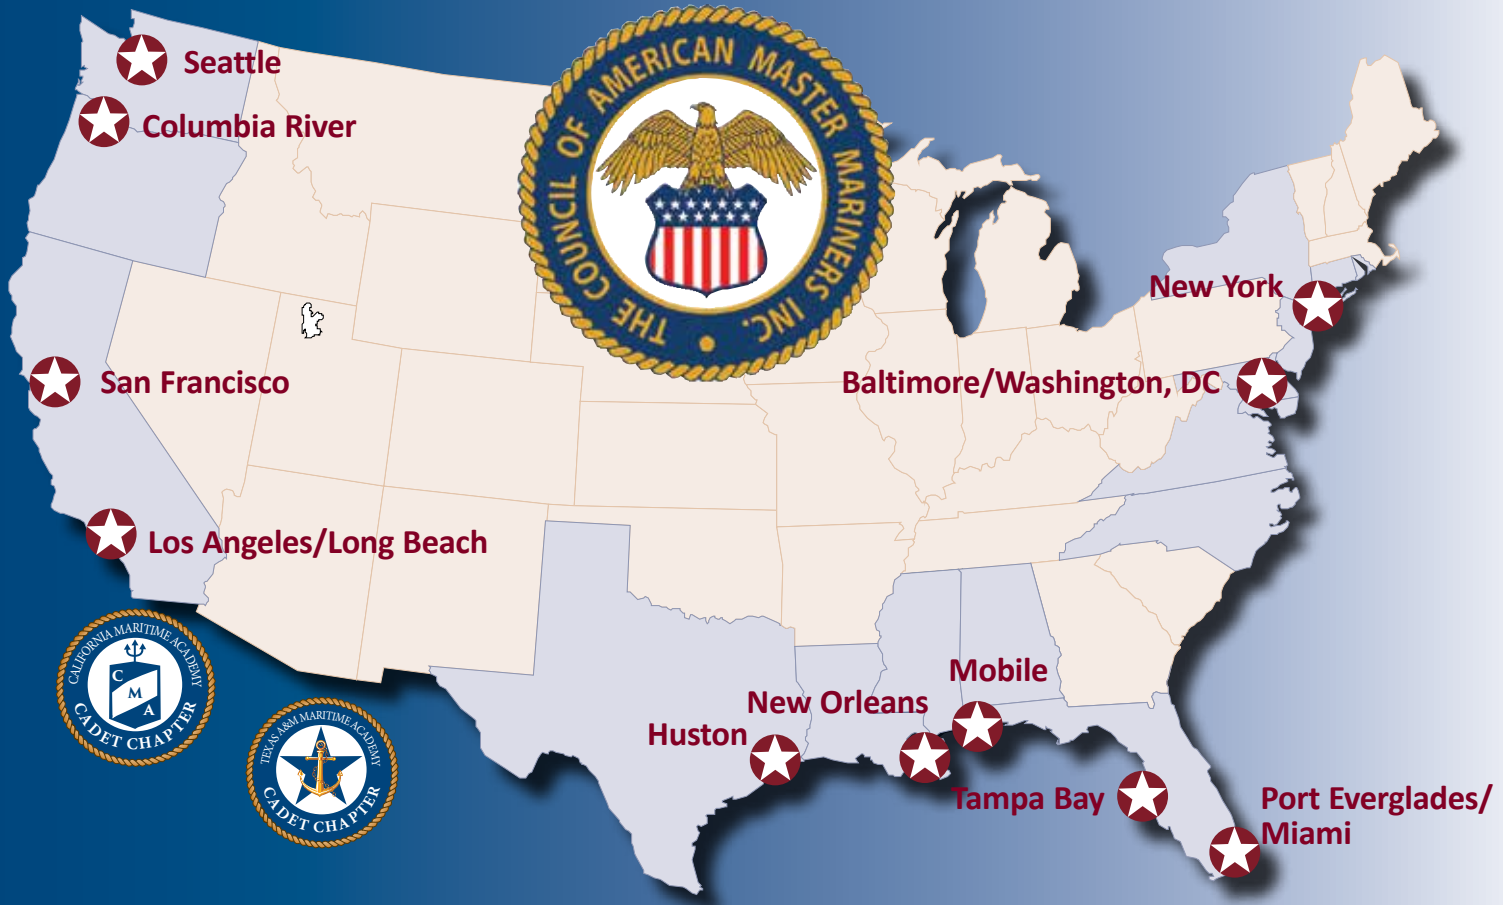 THE COUNCIL OF AMERICAN MASTER MARINERS INC.
Seattle
Columbia River
New York
San Francisco
Baltimore/Washington, DC
Los Angeles/Long Beach
CALIFORNIA MARITIME ACADEMY
C
M
A
CADET CHAPTER
Mobile
New Orleans
Huston
TEXAS A&M MARITIME ACADEMY
CADET CHAPTER
Tampa Bay
Port Everglades/
Miami